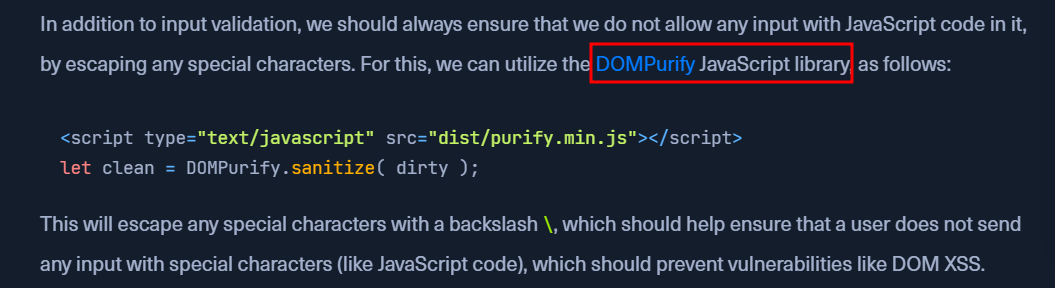 In addition to input validation, we should always ensure that we do not allow any input with JavaScript code in it,
by escaping any special characters. For this, we can utilize the DOMPurify JavaScript library, as follows:
<script type="text/javascript" src="dist/purify.min.js"></script>
let clean = DOMPurify.sanitize( dirty );
This will escape any special characters with a backslash \, which should help ensure that a user does not send
any input with special characters (like JavaScript code), which should prevent vulnerabilities like DOM XSS.